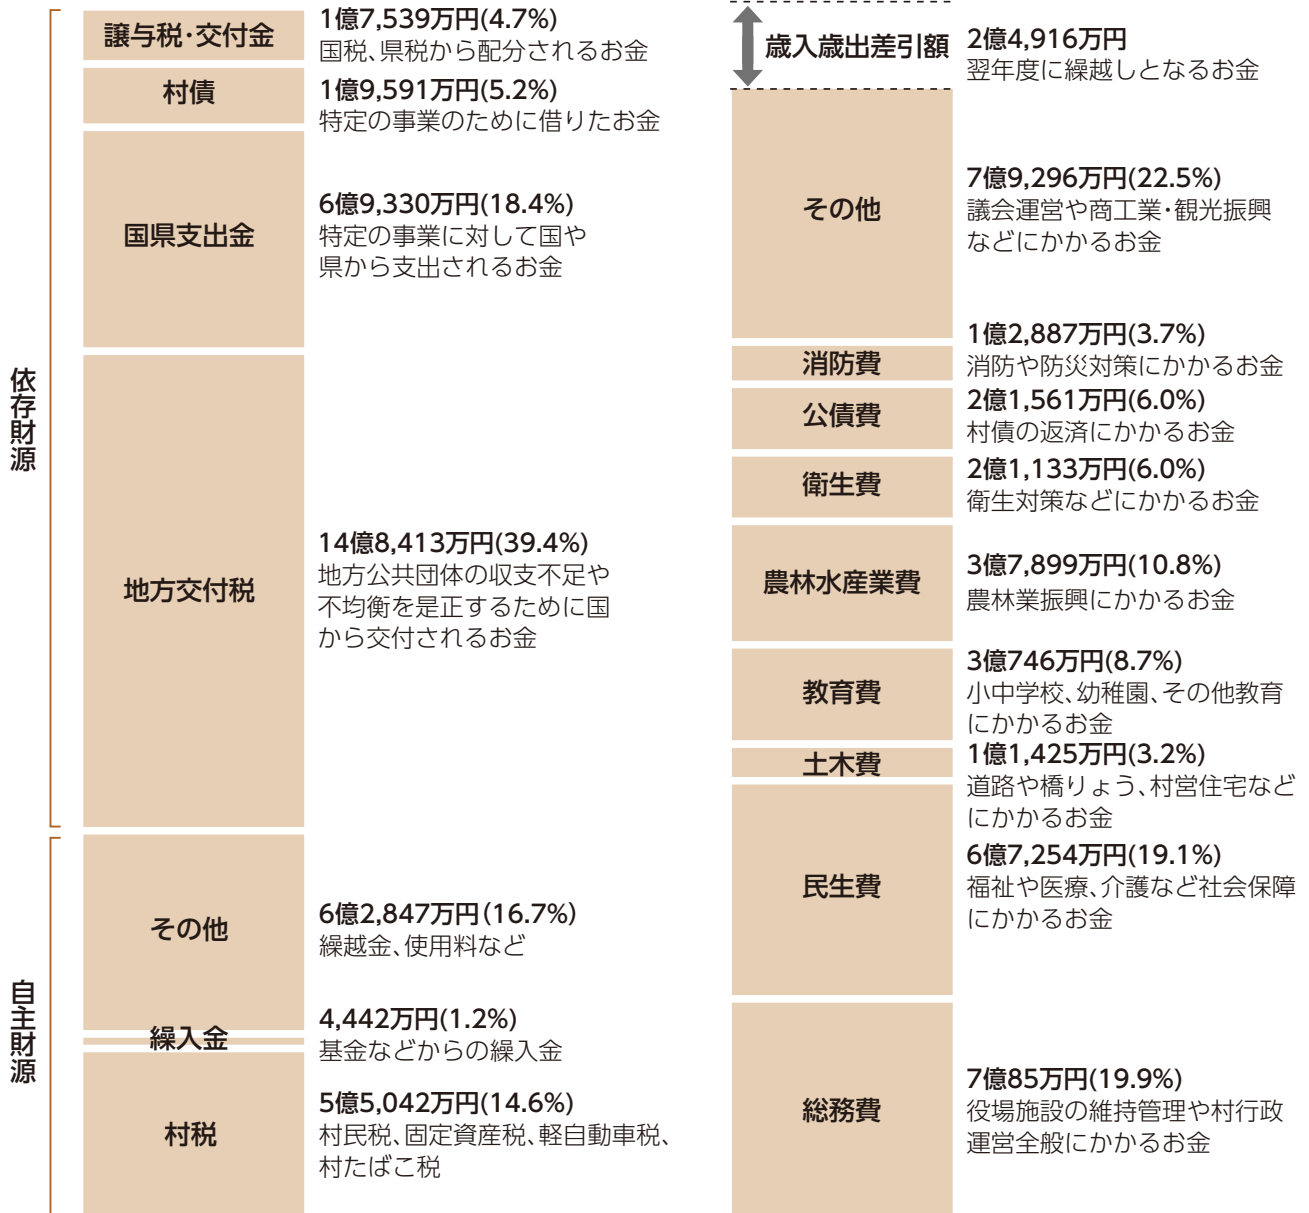 依存財源
譲与税・交付金
1億7,539万円(4.7%)
国税、県税から配分されるお金
村債
1億9,591万円(5.2%)
特定の事業のために借りたお金
国県支出金
6億9,330万円(18.4%)
特定の事業に対して国や
県から支出されるお金
地方交付税
14億8,413万円(39.4%)
地方公共団体の収支不足や
不均衡を是正するために国
から交付されるお金
自主財源
その他
6億2,847万円(16.7%)
繰越金、使用料など
繰入金
4,442万円(1.2%)
基金などからの繰入金
村税
5億5,042万円(14.6%)
村民税、固定資産税、軽自動車税、
村たばこ税
歳入歳出差引額
2億4,916万円
翌年度に繰越しとなるお金
その他
7億9,296万円(22.5%)
議会運営や商工業・観光振興
などにかかるお金
消防費
1億2,887万円(3.7%)
消防や防災対策にかかるお金
公債費
2億1,561万円(6.0%)
村債の返済にかかるお金
衛生費
2億1,133万円(6.0%)
衛生対策などにかかるお金
農林水産業費
3億7,899万円(10.8%)
農林業振興にかかるお金
教育費
3億746万円(8.7%)
小中学校、幼稚園、その他教育
にかかるお金
土木費
1億1,425万円(3.2%)
道路や橋りょう、村営住宅など
にかかるお金
民生費
6億7,254万円(19.1%)
福祉や医療、介護など社会保障
にかかるお金
総務費
7億85万円(19.9%)
役場施設の維持管理や村行政
運営全般にかかるお金